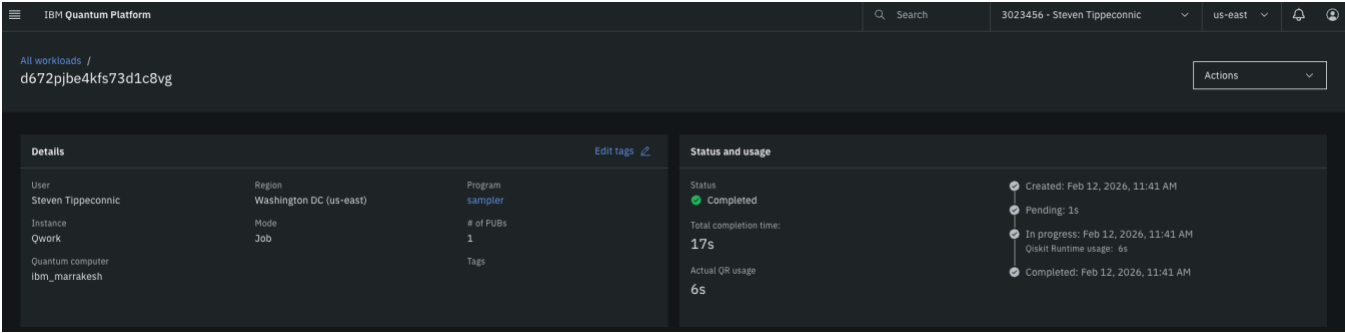 IBM Quantum Platform
Search
3023456 - Steven Tippeconnic
us-east
All workloads /
d672pjbe4kfs73d1c8vg
Actions
Details
Edit tags
User
Steven Tippeconnic
Region
Washington DC (us-east)
Program
sampler
Instance
Qwork
Mode
Job
# of PUBs
1
Quantum computer
ibm_marrakesh
Tags
Status and usage
Status
Completed
Total completion time:
17s
Actual QR usage
6s
Created: Feb 12, 2026, 11:41 AM
Pending: 1s
In progress: Feb 12, 2026, 11:41 AM
Qiskit Runtime usage: 6s
Completed: Feb 12, 2026, 11:41 AM